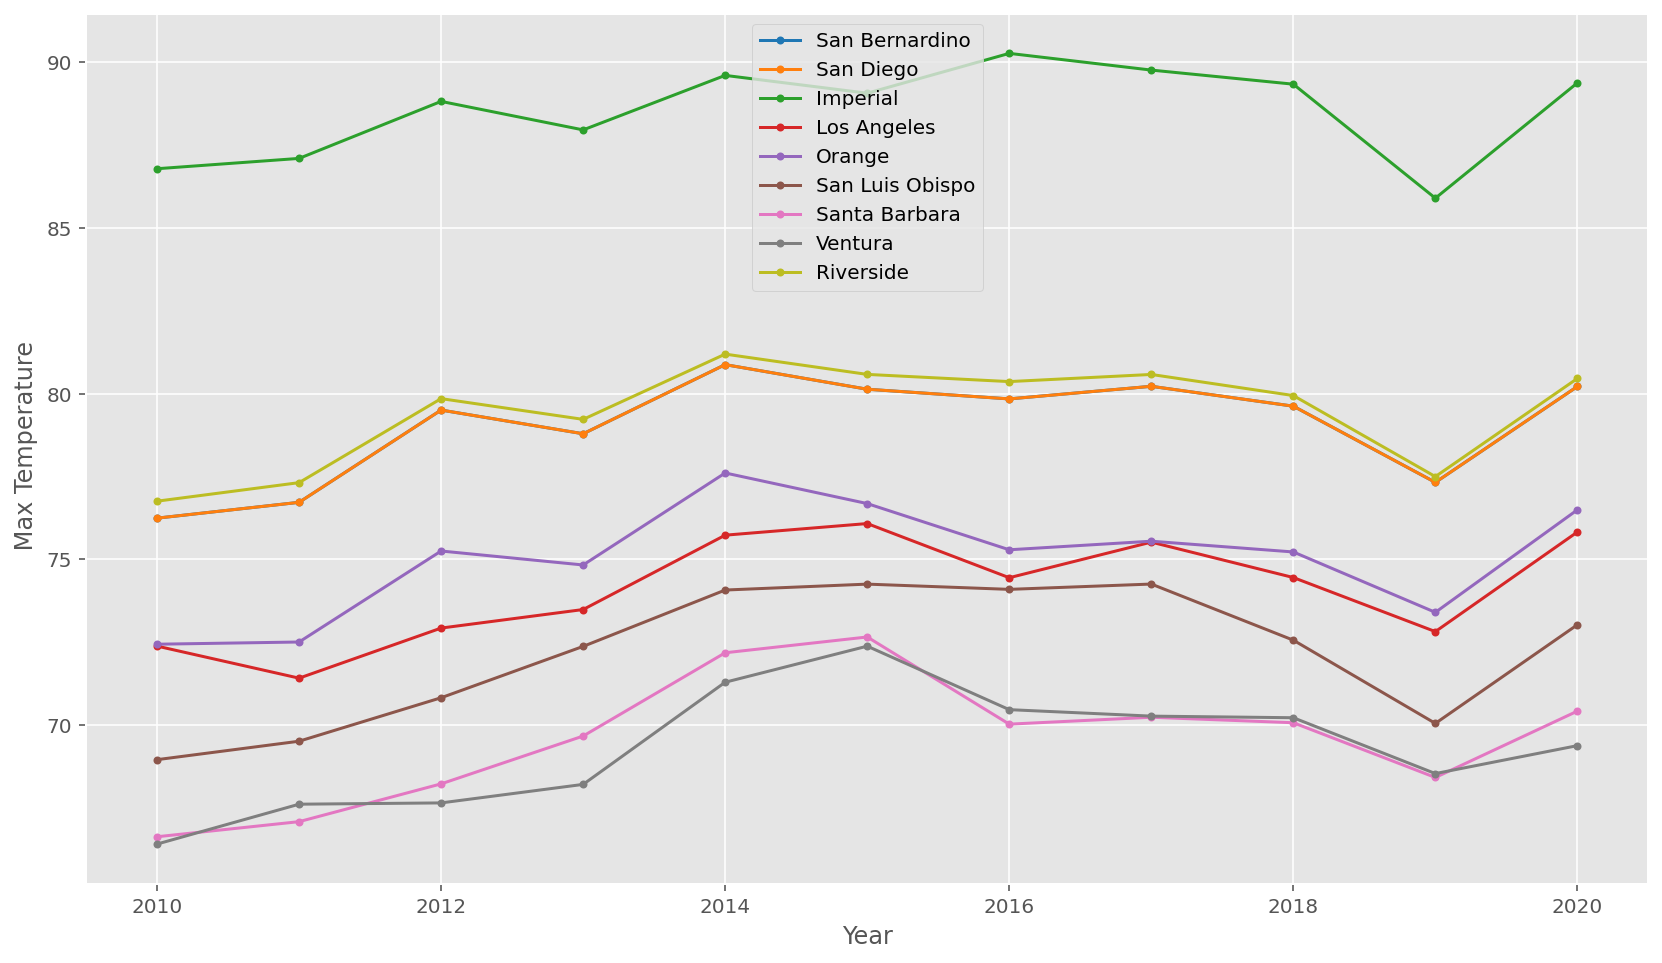 San Bernardino
San Diego
Imperial
Los Angeles
Orange
San Luis Obispo
Santa Barbara
Ventura
Riverside
Max Temperature
90
85
80
75
70
2010 2012 2014 2016 2018 2020
Year